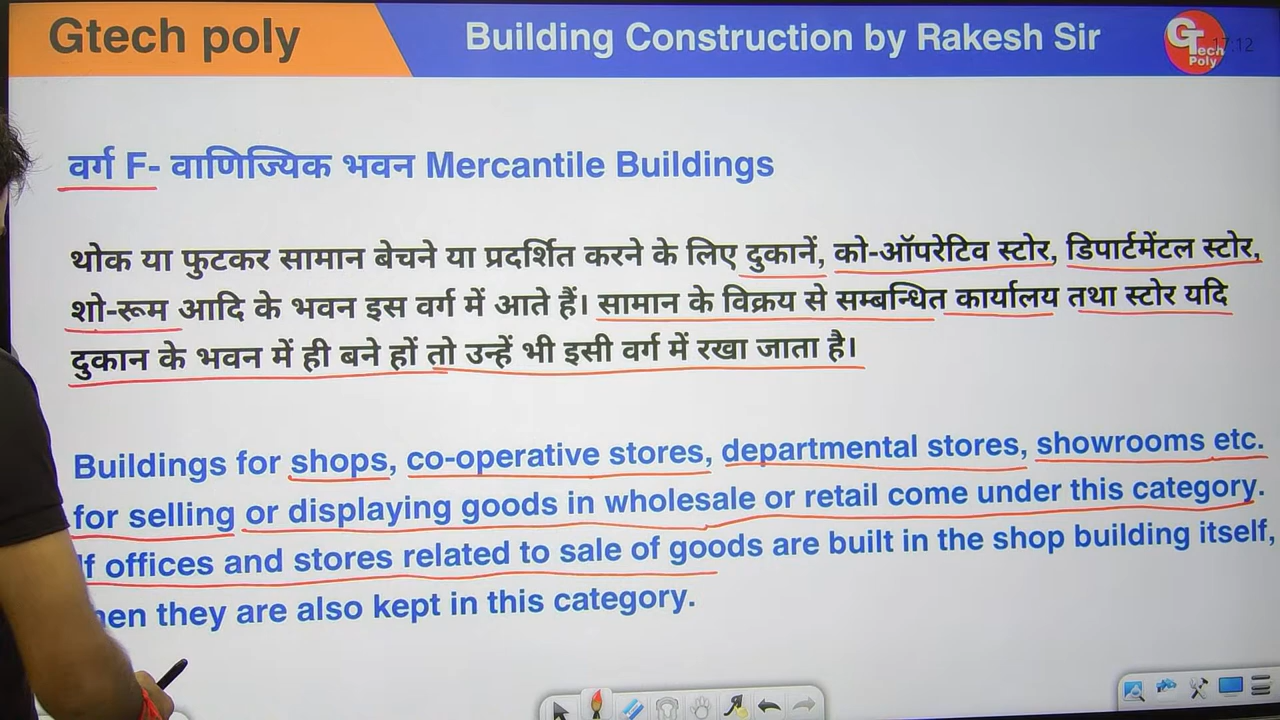 Gtech poly
Building Construction by Rakesh Sir
GTech Poly
17:12
वर्ग F- वाणिज्यिक भवन Mercantile Buildings
थोक या फुटकर सामान बेचने या प्रदर्शित करने के लिए दुकानें, को-ऑपरेटिव स्टोर, डिपार्टमेंटल स्टोर,
शो-रूम आदि के भवन इस वर्ग में आते हैं। सामान के विक्रय से सम्बन्धित कार्यालय तथा स्टोर यदि
दुकान के भवन में ही बने हों तो उन्हें भी इसी वर्ग में रखा जाता है।
Buildings for shops, co-operative stores, departmental stores, showrooms etc.
for selling or displaying goods in wholesale or retail come under this category.
If offices and stores related to sale of goods are built in the shop building itself,
they are also kept in this category.